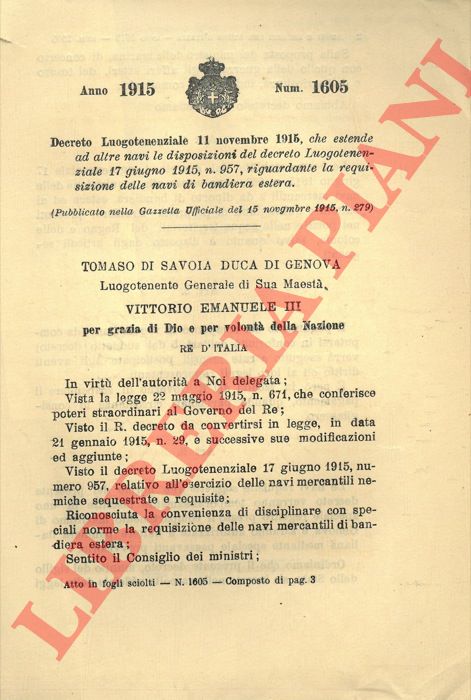 Anno 1915 Num. 1605
Decreto Luogotenenziale 11 novembre 1915, che estende
ad altre navi le disposizioni del decreto Luogotenen-
ziale 17 giugno 1915, n. 957, riguardante la requi-
sizione delle navi di bandiera estera.
(Pubblicato nella Gazzetta Ufficiale del 15 novembre 1915, n. 279)
TOMASO DI SAVOIA DUCA DI GENOVA
Luogotenente Generale di Sua Maestà
VITTORIO EMANUELE III
per grazia di Dio e per volontà della Nazione
RE D'ITALIA
In virtù dell'autorità a Noi delegata;
Vista la legge 22 maggio 1915, n. 671, che conferisce
poteri straordinari al Governo del Re;
Visto il R. decreto da convertirsi in legge, in data
21 gennaio 1915, n. 29, e successive sue modificazioni
ed aggiunte;
Visto il decreto Luogotenenziale 17 giugno 1915, nu-
mero 957, relativo all'esercizio delle navi mercantili ne-
miche sequestrate e requisite;
Riconosciuta la convenienza di disciplinare con spe-
ciali norme la requisizione delle navi mercantili di ban-
diera estera;
Sentito il Consiglio dei ministri;
Atto in fogli sciolti — N. 1605 — Composto di pag. 3
LIBRERIA PIANI